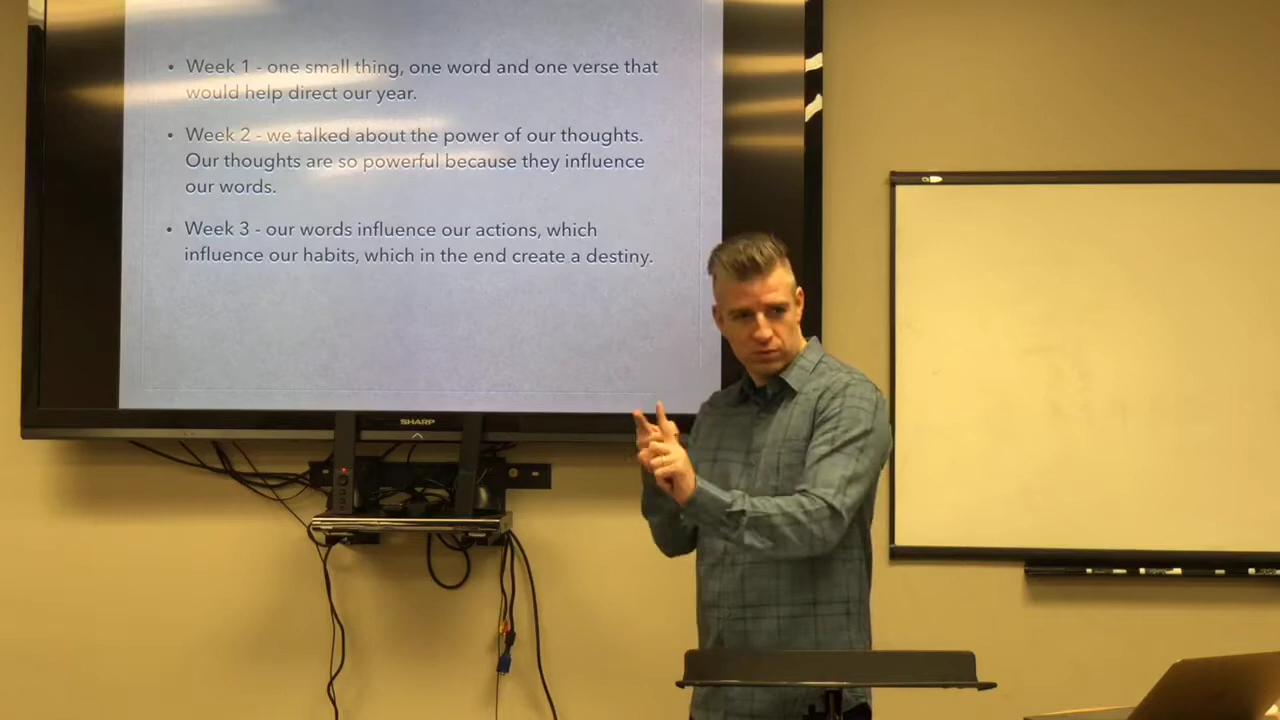 • Week 1 - one small thing, one word and one verse that
would help direct our year.
• Week 2 - we talked about the power of our thoughts.
Our thoughts are so powerful because they influence
our words.
• Week 3 - our words influence our actions, which
influence our habits, which in the end create a destiny.
SHARP